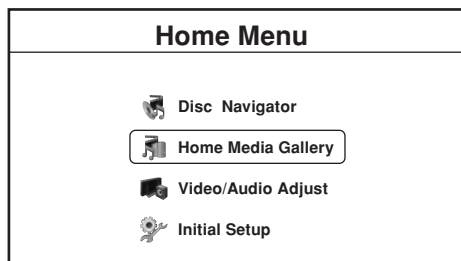 Home Menu
Disc Navigator
Home Media Gallery
Video/Audio Adjust
Initial Setup